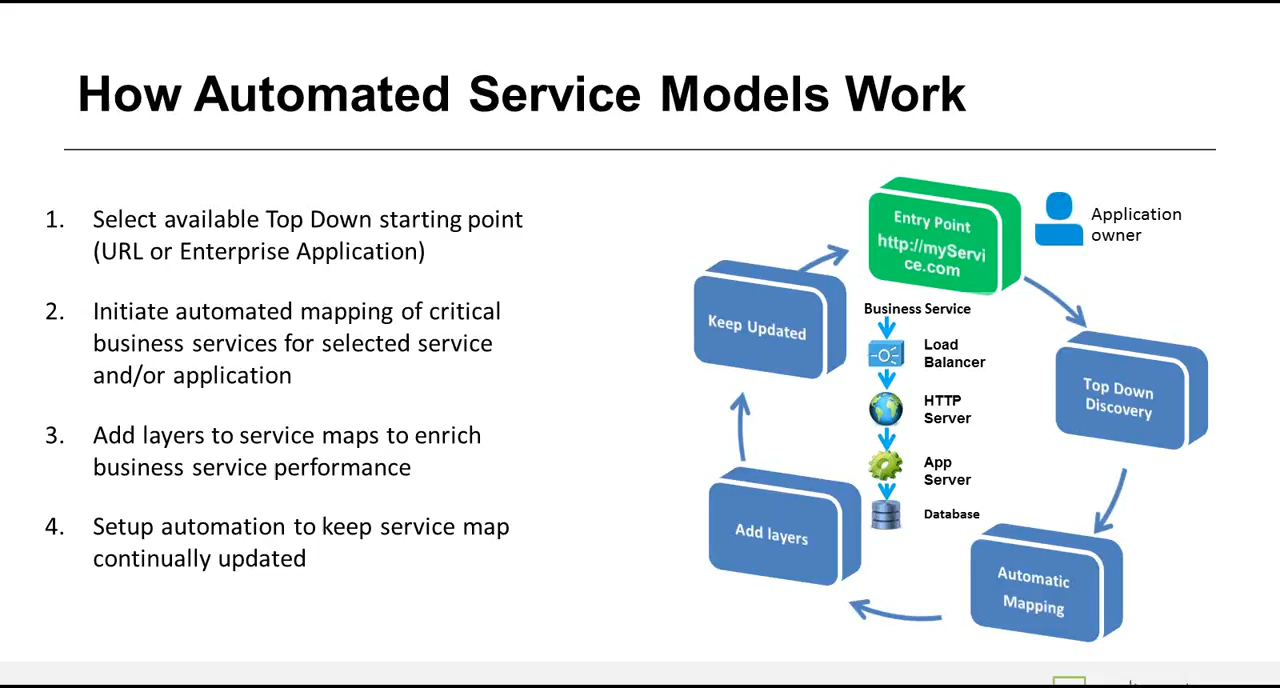 How Automated Service Models Work
1. Select available Top Down starting point
(URL or Enterprise Application)
2. Initiate automated mapping of critical
business services for selected service
and/or application
3. Add layers to service maps to enrich
business service performance
4. Setup automation to keep service map
continually updated
Entry Point
http://myServi
ce.com
Application
owner
Top Down
Discovery
Automatic
Mapping
Add layers
Keep Updated
Business Service
Load
Balancer
HTTP
Server
App
Server
Database